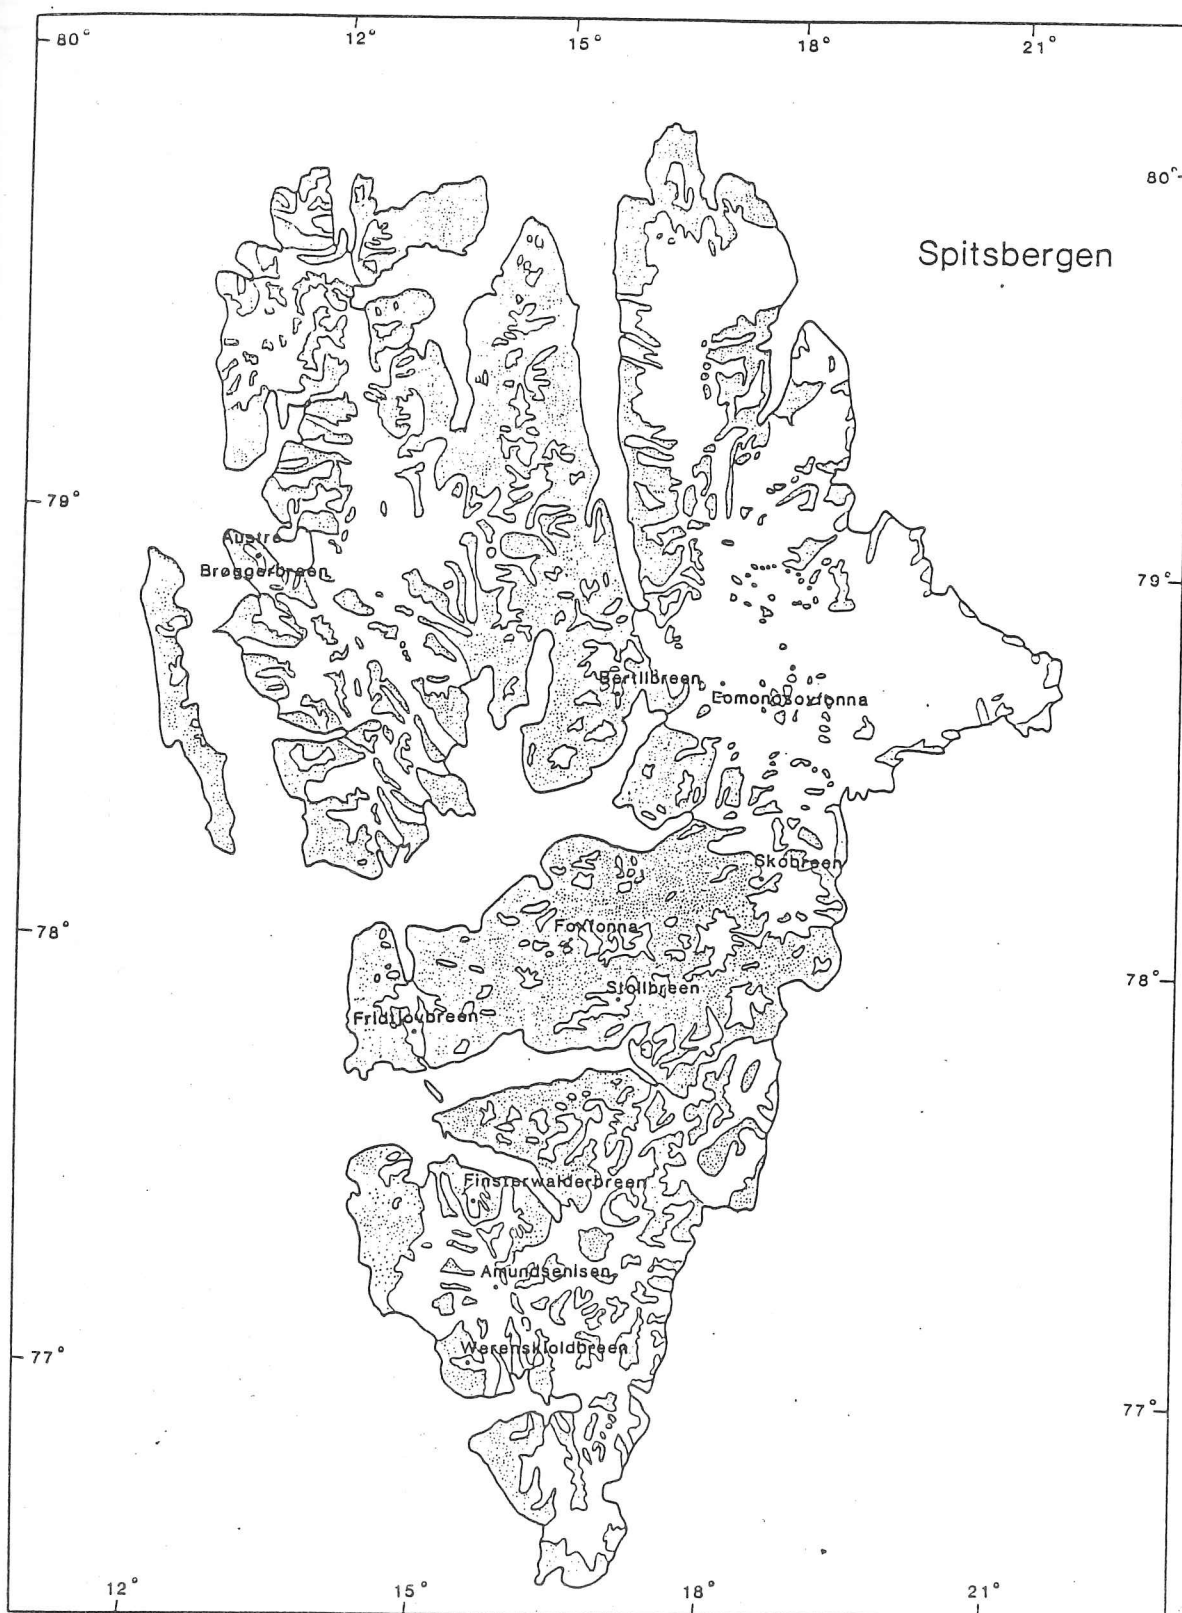 80°
12°
15°
18°
21°
80°
Spitsbergen
79°
Austre
Brøggerbreen
79°
Bertilbreen
Lomonosovfonna
Skobreen
78°
Foxfonna
78°
Stollbreen
Fridtjovbreen
Finsterwalderbreen
Amundsenisen
Werenskioldbreen
77°
77°
12°
15°
18°
21°